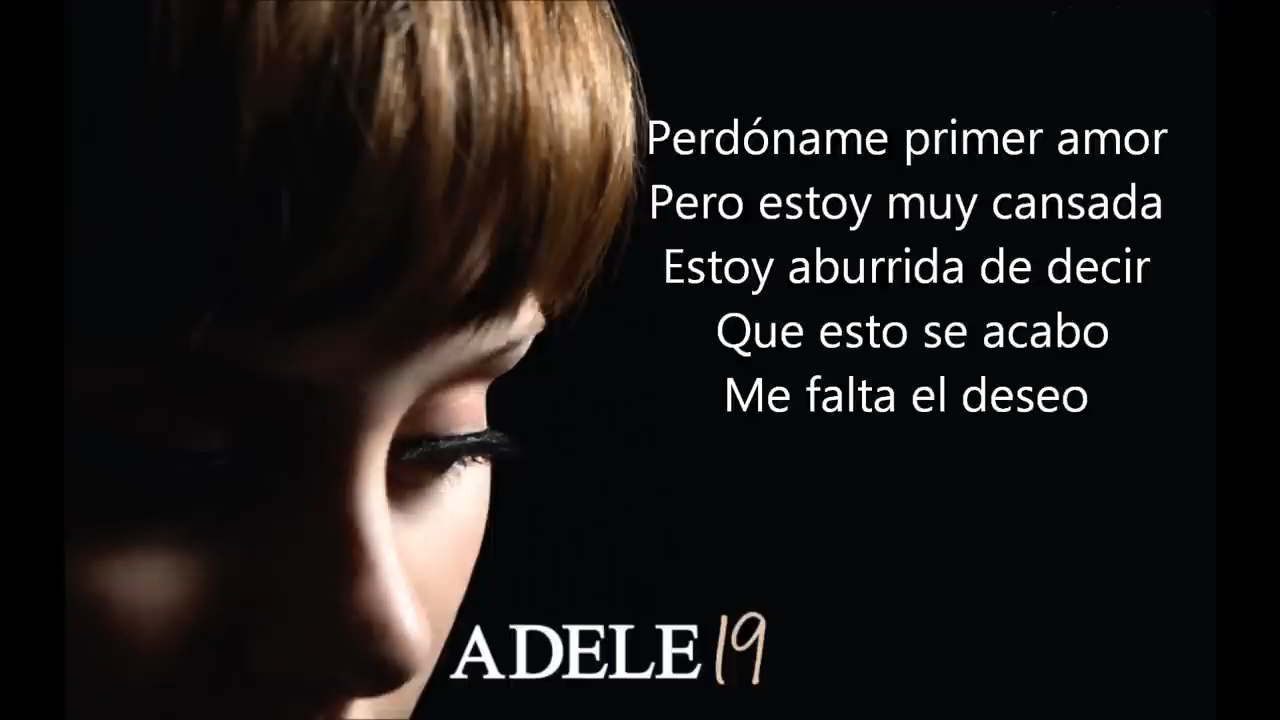 Perdóname primer amor
Pero estoy muy cansada
Estoy aburrida de decir
Que esto se acabo
Me falta el deseo
ADELE 19